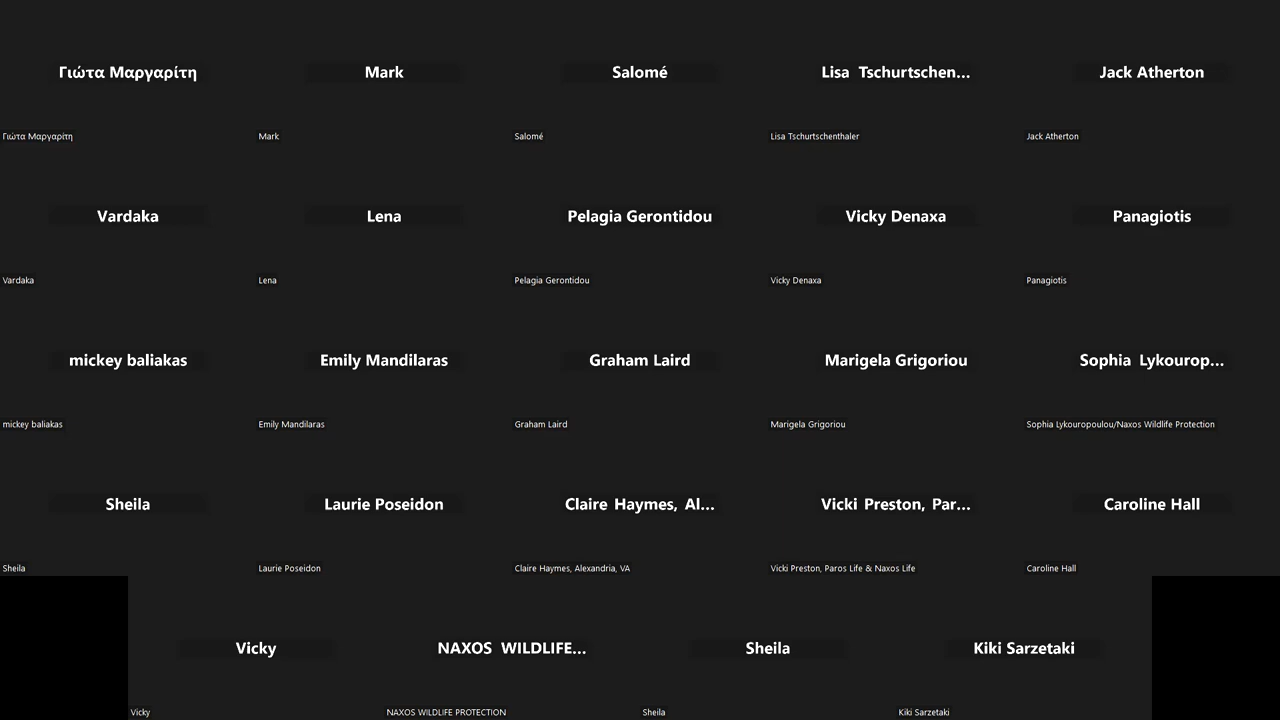 Γιώτα Μαργαρίτη
Mark
Salomé
Lisa Tschurtschen...
Jack Atherton
Γιώτα Μαργαρίτη
Mark
Salomé
Lisa Tschurtschenthaler
Jack Atherton
Vardaka
Lena
Pelagia Gerontidou
Vicky Denaxa
Panagiotis
Vardaka
Lena
Pelagia Gerontidou
Vicky Denaxa
Panagiotis
mickey baliakas
Emily Mandilaras
Graham Laird
Marigela Grigoriou
Sophia Lykourop...
mickey baliakas
Emily Mandilaras
Graham Laird
Marigela Grigoriou
Sophia Lykouropoulou/Naxos Wildlife Protection
Sheila
Laurie Poseidon
Claire Haymes, Al...
Vicki Preston, Par...
Caroline Hall
Sheila
Laurie Poseidon
Claire Haymes, Alexandria, VA
Vicki Preston, Paros Life & Naxos Life
Caroline Hall
Vicky
NAXOS WILDLIFE...
Sheila
Kiki Sarzetaki
Vicky
NAXOS WILDLIFE PROTECTION
Sheila
Kiki Sarzetaki